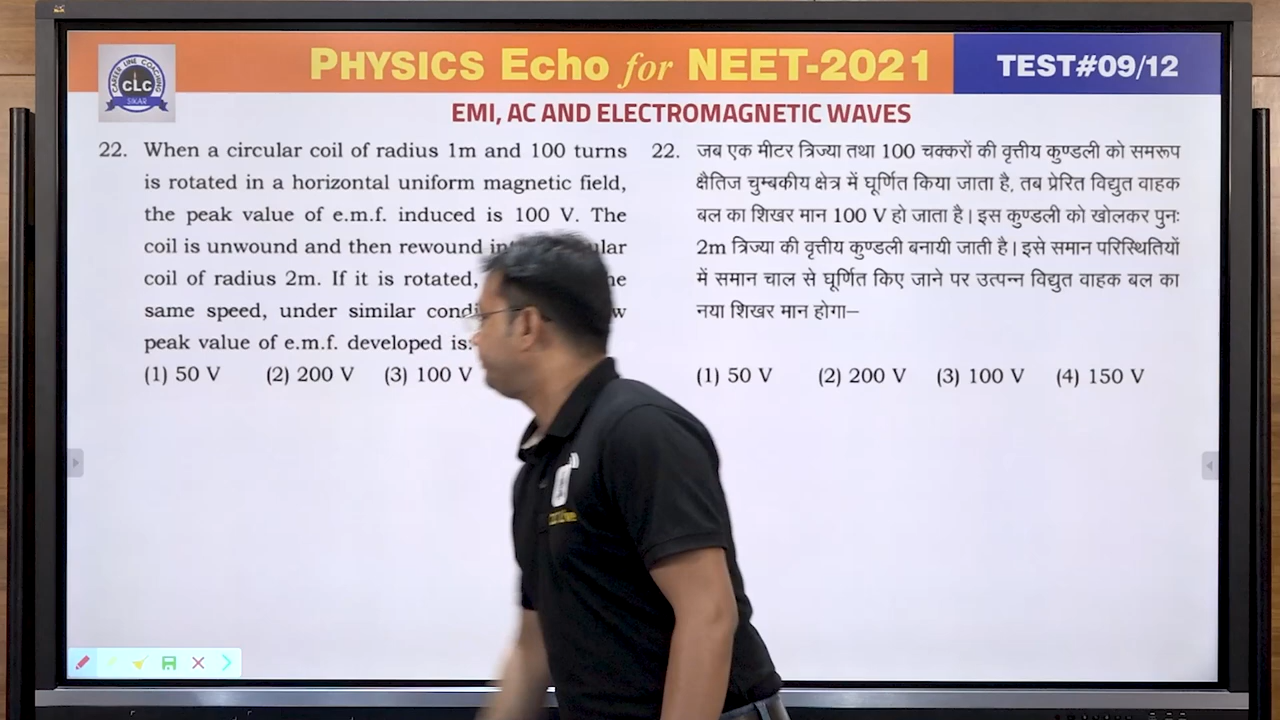 PHYSICS Echo for NEET-2021
TEST#09/12
CAREER LINE COACHING
CLC
SIKAR
EMI, AC AND ELECTROMAGNETIC WAVES
22. When a circular coil of radius 1m and 100 turns
is rotated in a horizontal uniform magnetic field,
the peak value of e.m.f. induced is 100 V. The
coil is unwound and then rewound
coil of radius 2m. If it is rotated,
same speed, under similar
peak value of e.m.f. developed is:
(1) 50 V (2) 200 V (3) 100 V
22. जब एक मीटर त्रिज्या तथा 100 चक्करों की वृत्तीय कुण्डली को समरूप
क्षैतिज चुम्बकीय क्षेत्र में घूर्णित किया जाता है, तब प्रेरित विद्युत वाहक
बल का शिखर मान 100 V हो जाता है। इस कुण्डली को खोलकर पुनः
2m त्रिज्या की वृत्तीय कुण्डली बनायी जाती है। इसे समान परिस्थितियों
में समान चाल से घूर्णित किए जाने पर उत्पन्न विद्युत वाहक बल का
नया शिखर मान होगा–
(1) 50 V (2) 200 V (3) 100 V (4) 150 V